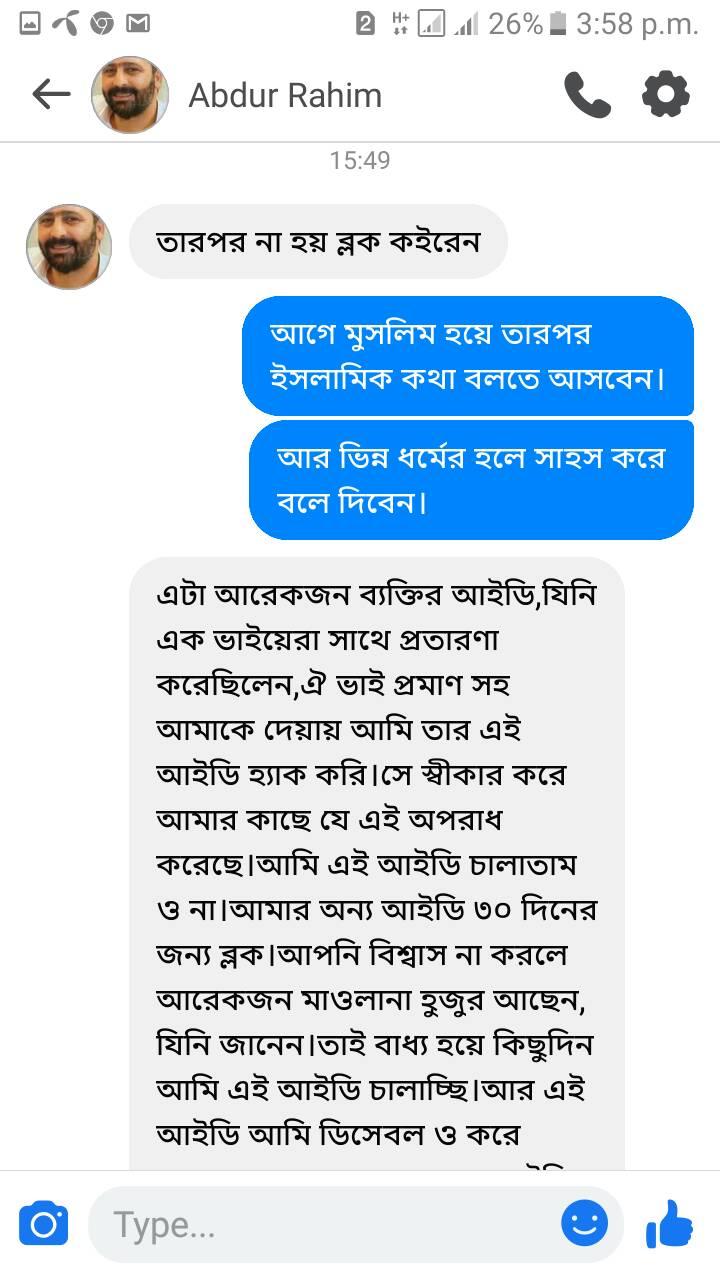 2 H+ 26% 3:58 p.m.
Abdur Rahim
15:49
তারপর না হয় ব্লক কইরেন
আগে মুসলিম হয়ে তারপর
ইসলামিক কথা বলতে আসবেন।
আর ভিন্ন ধর্মের হলে সাহস করে
বলে দিবেন।
এটা আরেকজন ব্যক্তির আইডি,যিনি
এক ভাইয়েরা সাথে প্রতারণা
করেছিলেন,ঐ ভাই প্রমাণ সহ
আমাকে দেয়ায় আমি তার এই
আইডি হ্যাক করি।সে স্বীকার করে
আমার কাছে যে এই অপরাধ
করেছে।আমি এই আইডি চালাতাম
ও না।আমার অন্য আইডি ৩০ দিনের
জন্য ব্লক।আপনি বিশ্বাস না করলে
আরেকজন মাওলানা হুজুর আছেন,
যিনি জানেন।তাই বাধ্য হয়ে কিছুদিন
আমি এই আইডি চালাচ্ছি।আর এই
আইডি আমি ডিসেবল ও করে
Type...